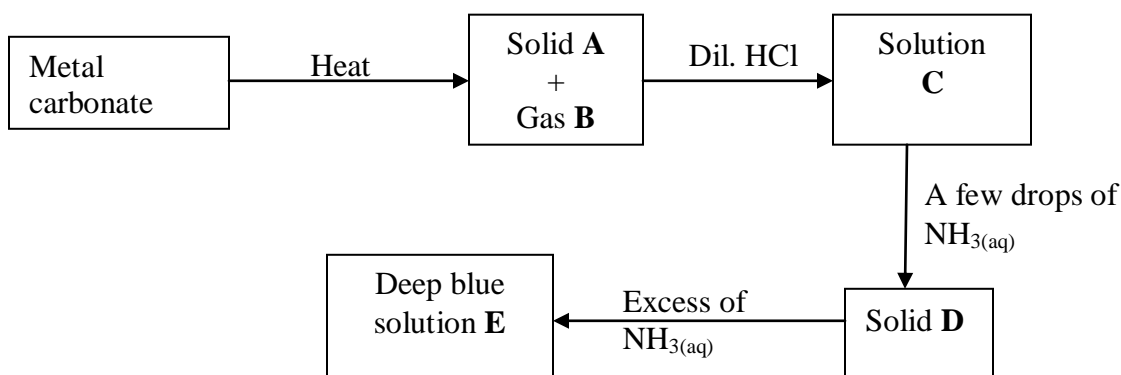 Metal
carbonate
Heat
Solid A
+
Gas B
Dil. HCl
Solution
C
A few drops of
NH3(aq)
Solid D
Excess of
NH3(aq)
Deep blue
solution E